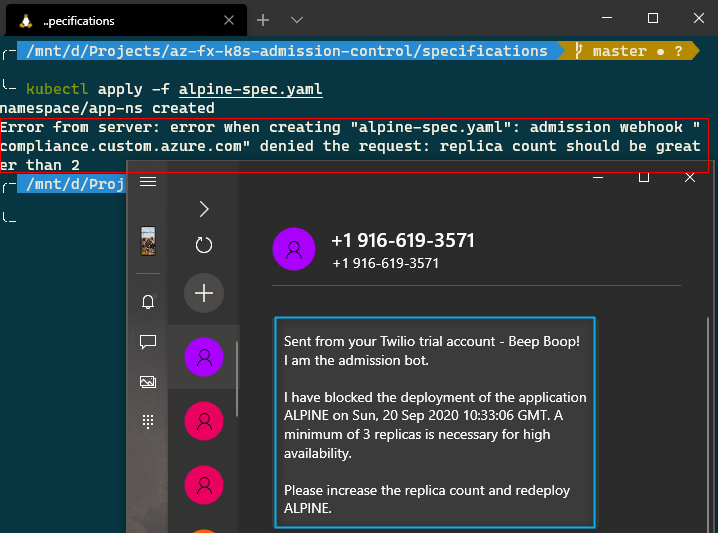 ..pecifications
/mnt/d/Projects/az-fx-k8s-admission-control/specifications master ● ?
kubectl apply -f alpine-spec.yaml
namespace/app-ns created
Error from server: error when creating "alpine-spec.yaml": admission webhook "
compliance.custom.azure.com" denied the request: replica count should be great
er than 2
/mnt/d/Proj
+1 916-619-3571
+1 916-619-3571
Sent from your Twilio trial account - Beep Boop!
I am the admission bot.
I have blocked the deployment of the application
ALPINE on Sun, 20 Sep 2020 10:33:06 GMT. A
minimum of 3 replicas is necessary for high
availability.
Please increase the replica count and redeploy
ALPINE.